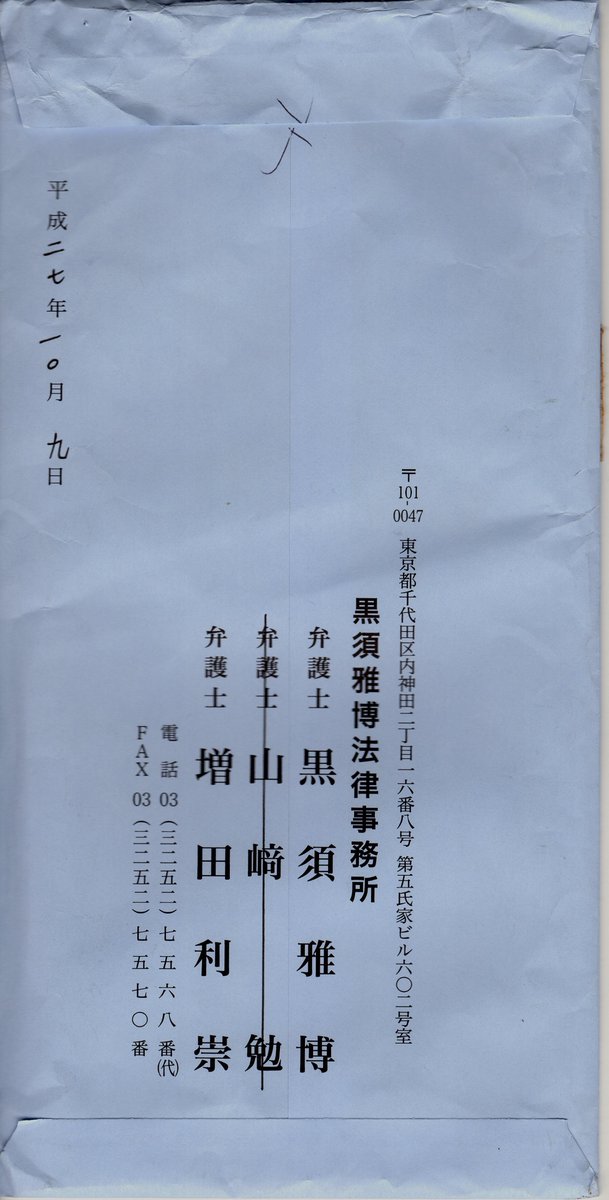 〆
〒101-0047 東京都千代田区内神田二丁目一六番八号 第五氏家ビル六〇二号室
黒須雅博法律事務所
弁護士 黒須雅博
弁護士 山﨑勉
弁護士 増田利崇
電話 03(三二五二)七五六八番(代)
FAX 03(三二五二)七五七〇番
平成二七年一〇月九日